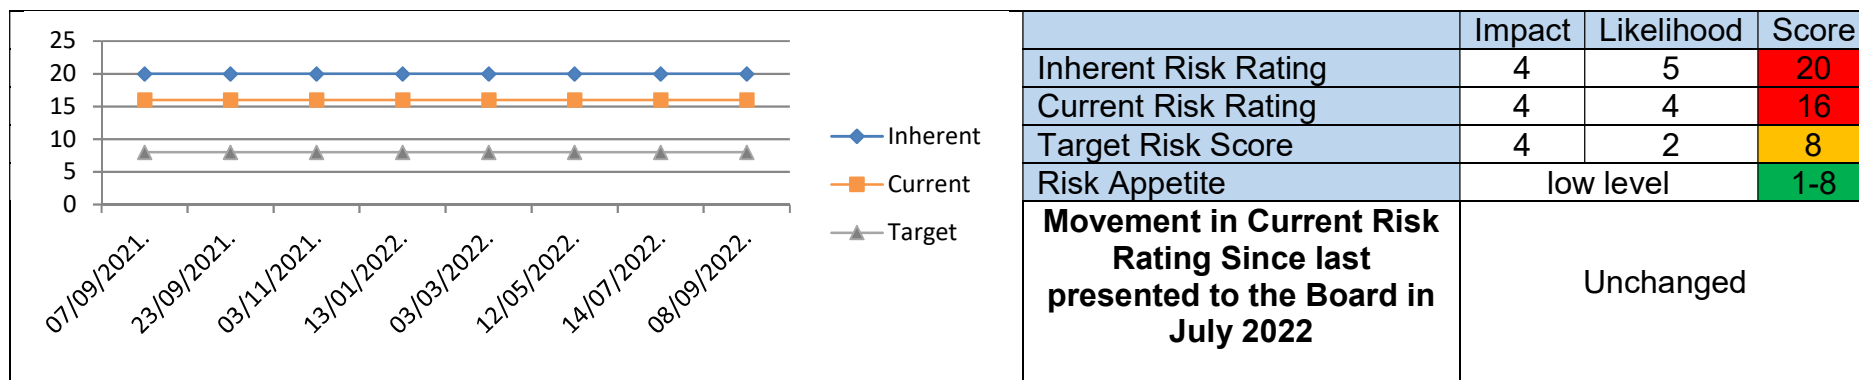 25
20
15
10
5
0
07/09/2021.
23/09/2021.
03/11/2021.
13/01/2022.
03/03/2022.
12/05/2022.
14/07/2022.
08/09/2022.
Inherent
Current
Target
Impact Likelihood Score
Inherent Risk Rating 4 5 20
Current Risk Rating 4 4 16
Target Risk Score 4 2 8
Risk Appetite low level 1-8
Movement in Current Risk
Rating Since last
presented to the Board in
July 2022
Unchanged